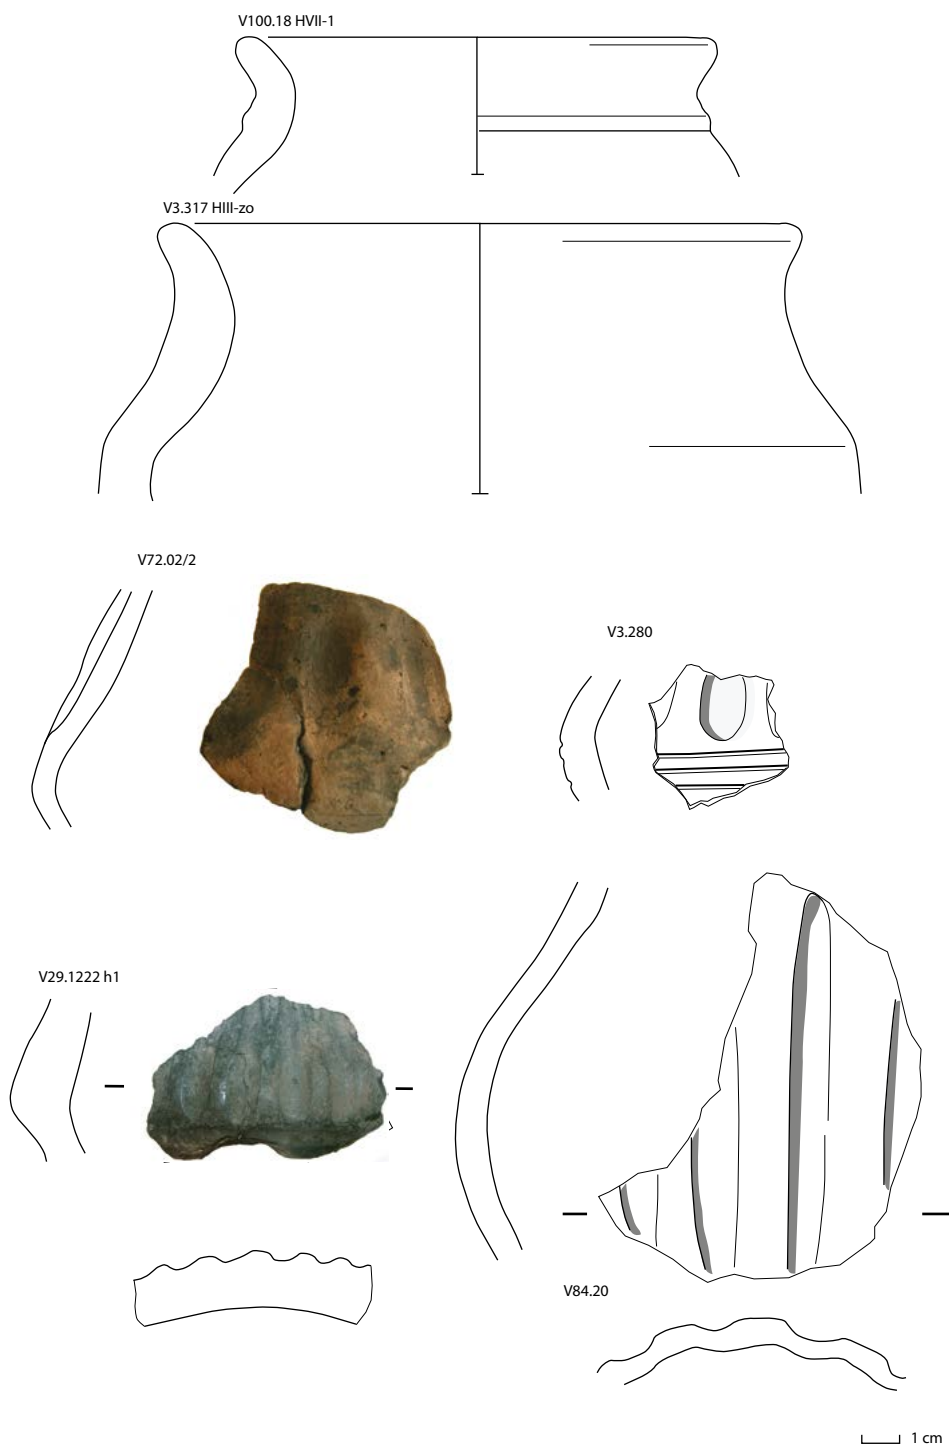 V100.18 HVII-1
V3.317 HIII-zo
V72.02/2
V3.280
V29.1222 h1
V84.20
1 cm